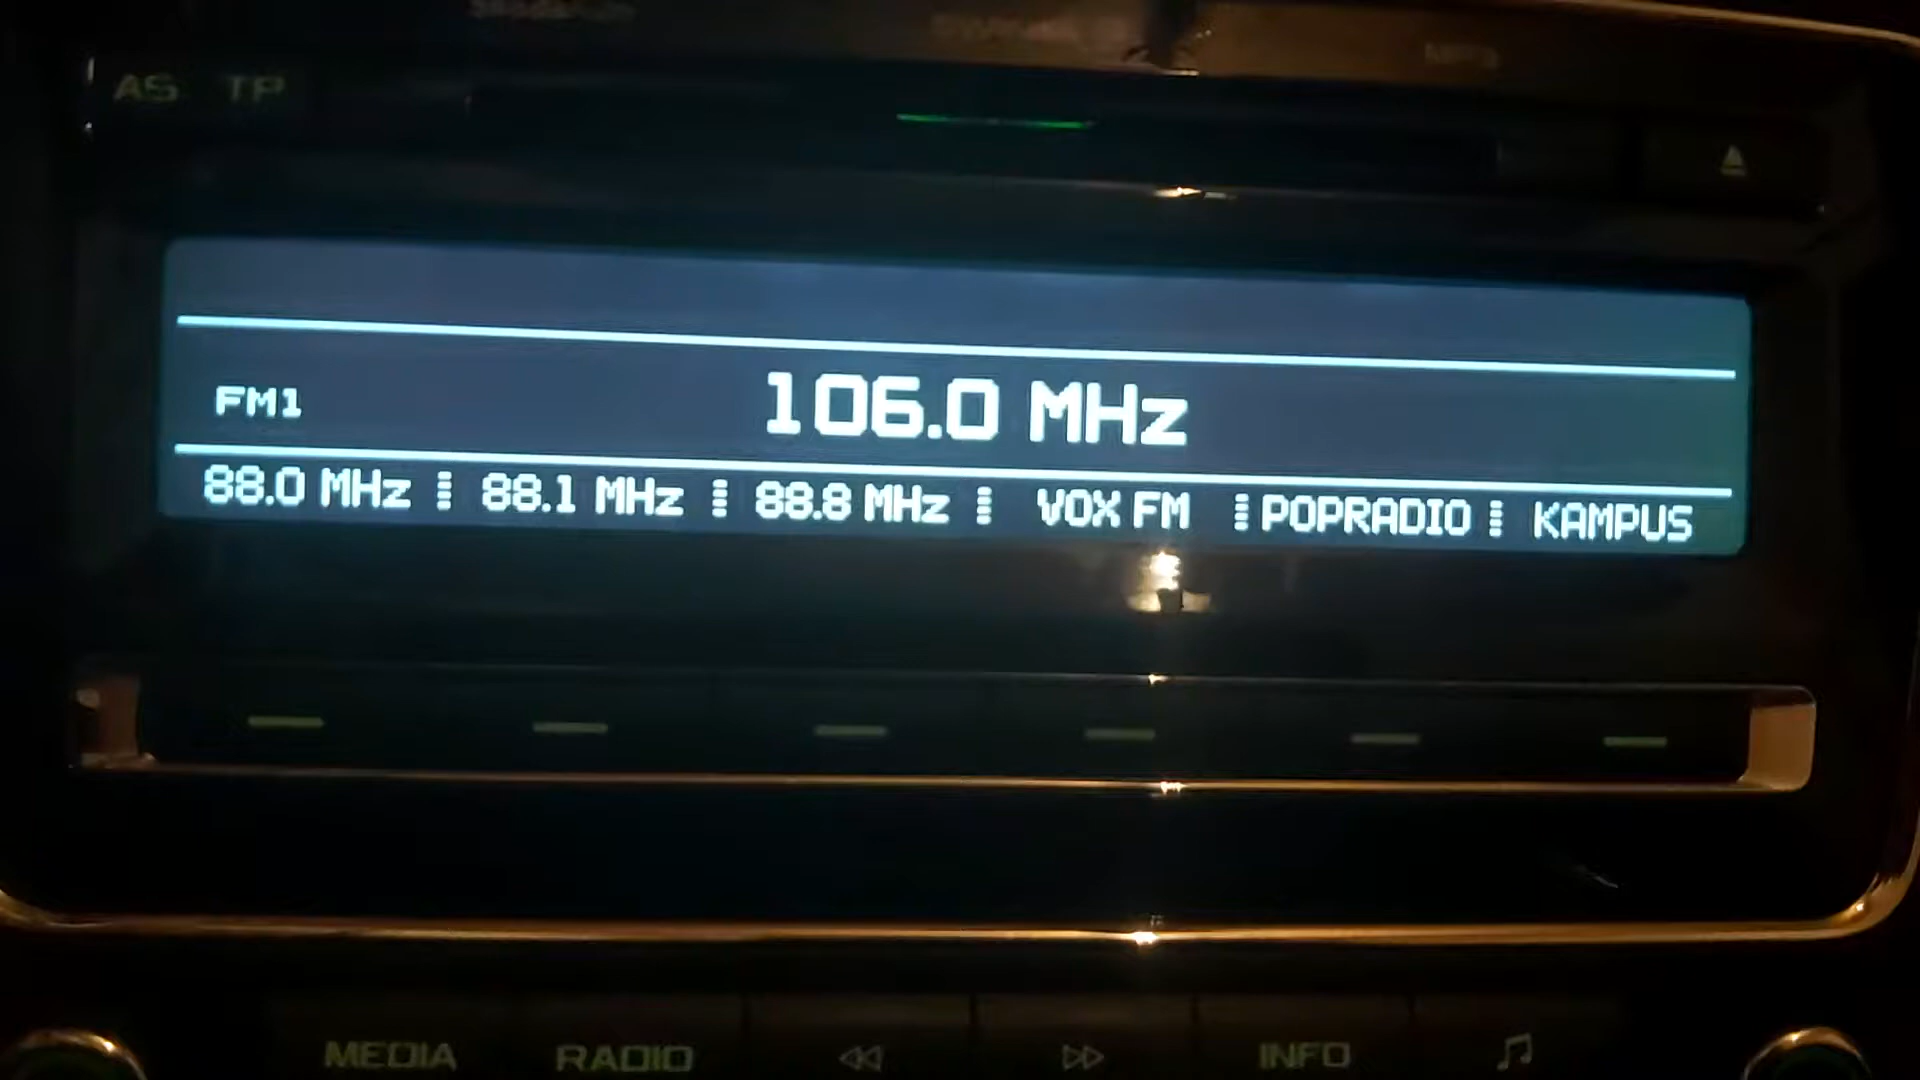 AS TP
MP3
FM1 106.0 MHz
88.0 MHz 88.1 MHz 88.8 MHz VOX FM POPRADIO KAMPUS
MEDIA RADIO INFO